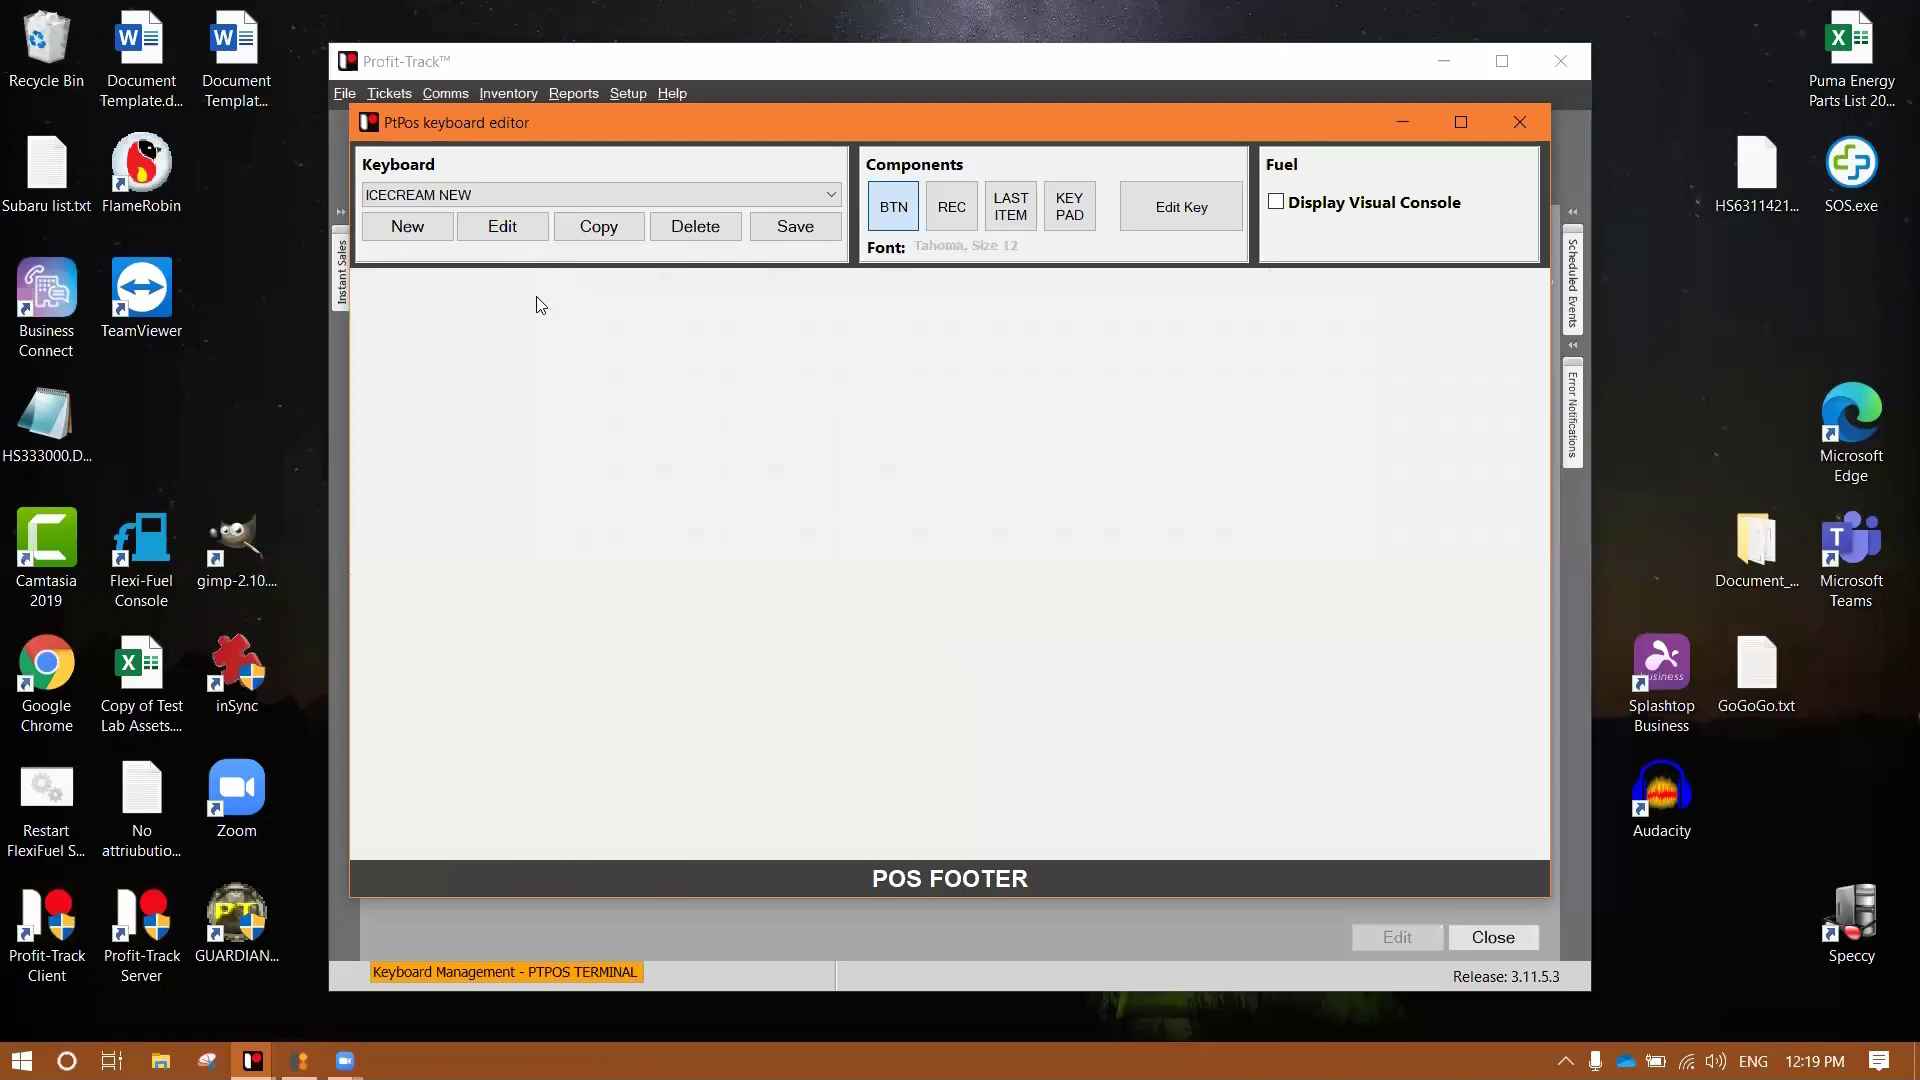 Recycle Bin
Document
Template.d...
Document
Templat...
Subaru list.txt
FlameRobin
Business
Connect
TeamViewer
HS333000.D...
Camtasia
2019
Flexi-Fuel
Console
gimp-2.10....
Google
Chrome
Copy of Test
Lab Assets....
inSync
Restart
FlexiFuel S...
No
attriubutio...
Zoom
Profit-Track
Client
Profit-Track
Server
GUARDIAN...
Profit-Track™
File Tickets Comms Inventory Reports Setup Help
PtPos keyboard editor
Keyboard
ICECREAM NEW
New Edit Copy Delete Save
Components
BTN
REC
LAST
ITEM
KEY
PAD
Edit Key
Font: Tahoma, Size 12
Fuel
Display Visual Console
Instant Sales
Scheduled Events
Error Notifications
POS FOOTER
Edit Close
Keyboard Management - PTPOS TERMINAL
Release: 3.11.5.3
Puma Energy
Parts List 20...
HS6311421...
SOS.exe
Microsoft
Edge
Document_...
Microsoft
Teams
Splashtop
Business
business
GoGoGo.txt
Audacity
Speccy
ENG 12:19 PM